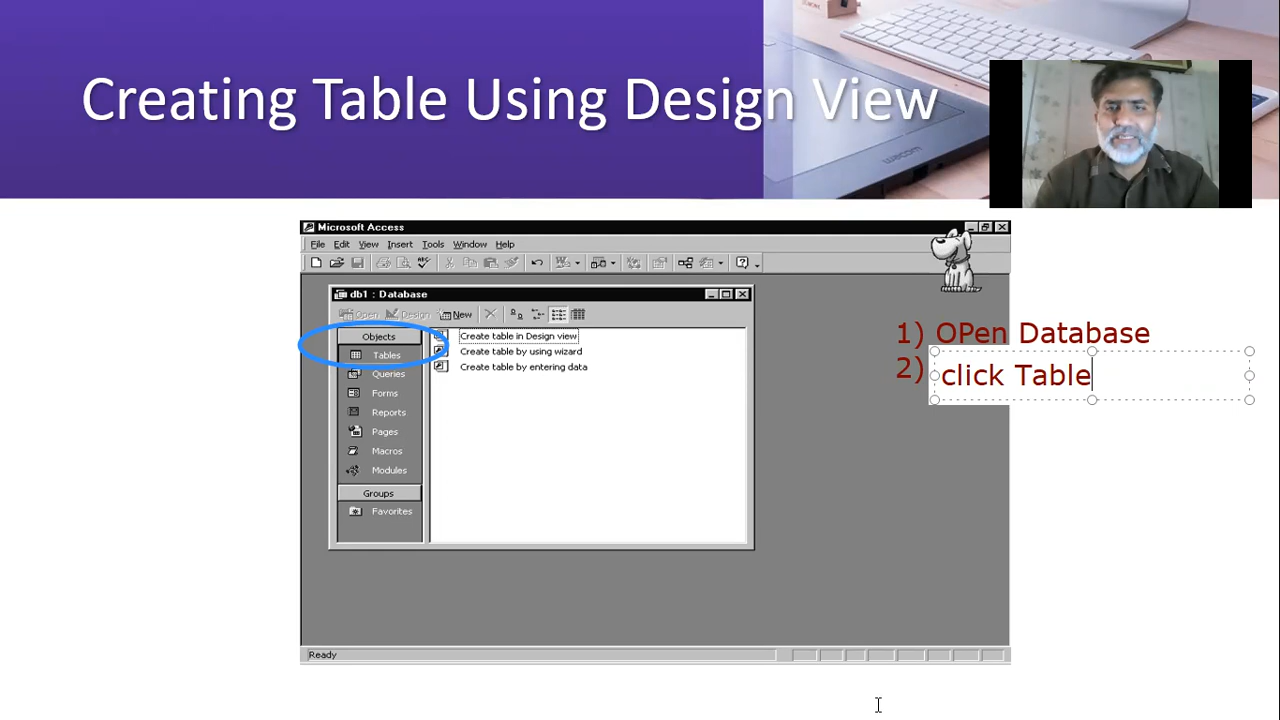 Creating Table Using Design View
wacom
Microsoft Access
File Edit View Insert Tools Window Help
db1 : Database
Open Design New
Objects
Tables
Queries
Forms
Reports
Pages
Macros
Modules
Groups
Favorites
Create table in Design view
Create table by using wizard
Create table by entering data
1) OPen Database
2) click Table
Ready